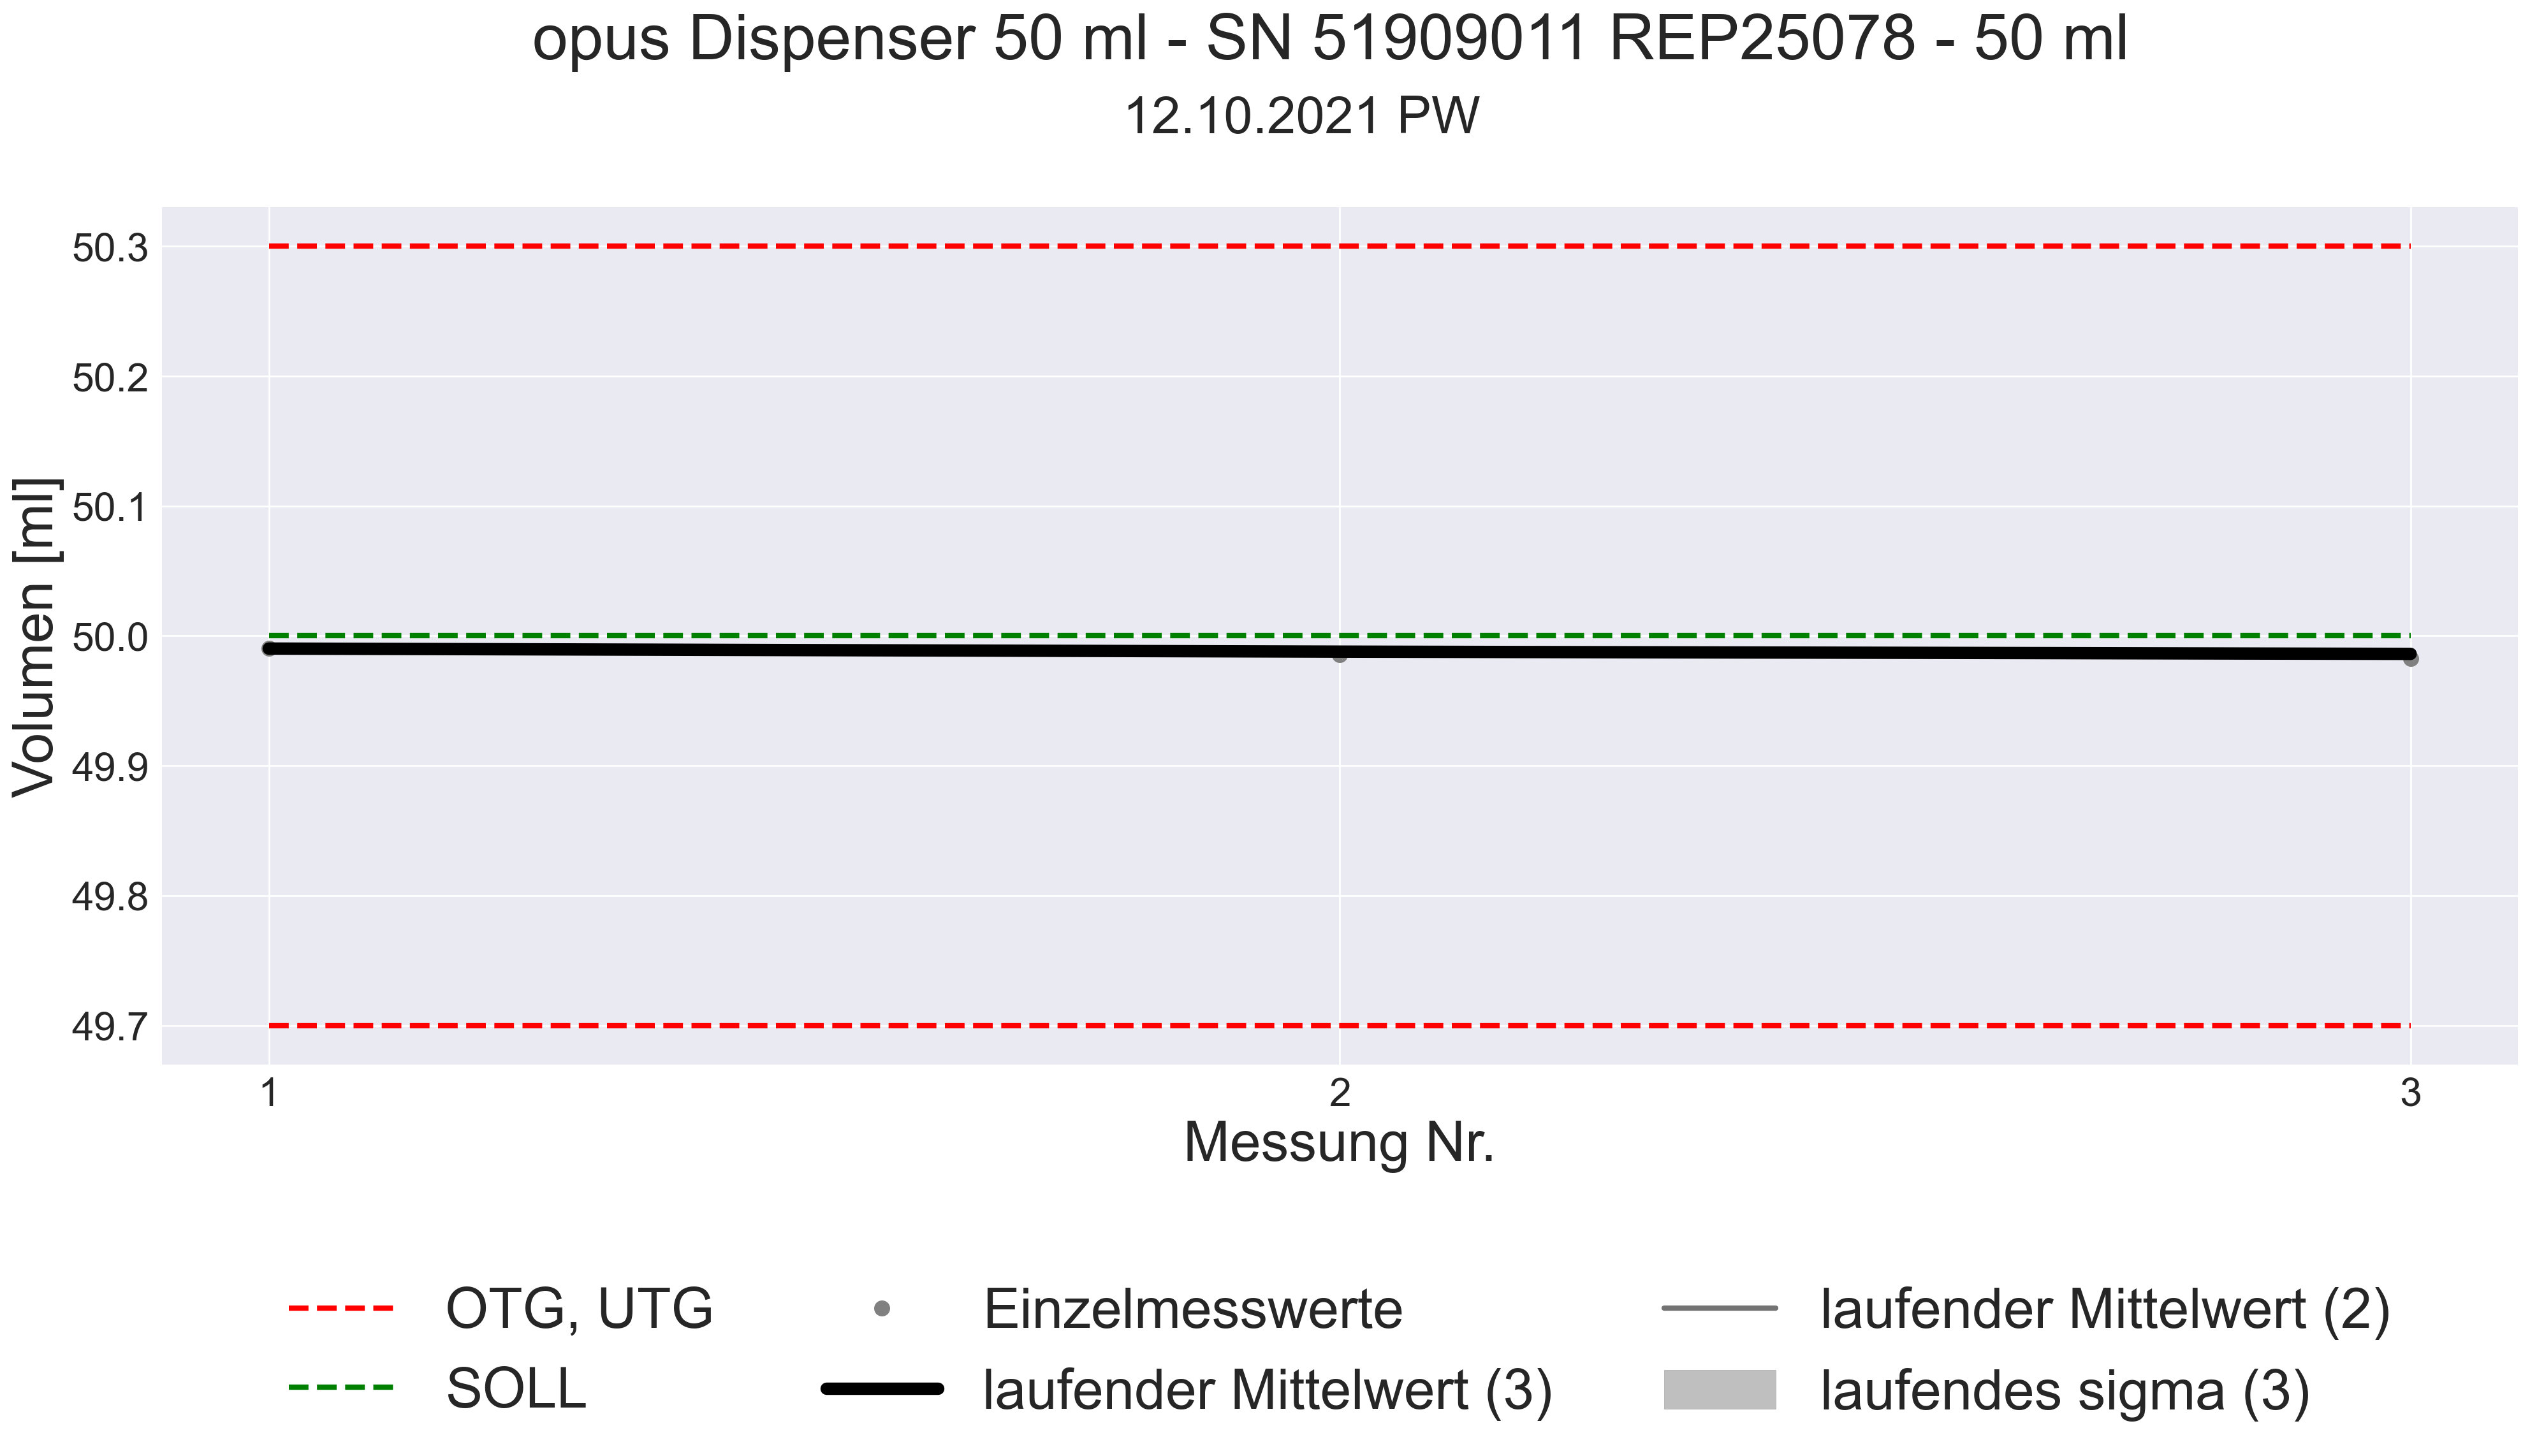 opus Dispenser 50 ml - SN 51909011 REP25078 - 50 ml
12.10.2021 PW
Volumen [ml]
50.3
50.2
50.1
50.0
49.9
49.8
49.7
1 2 3
Messung Nr.
OTG, UTG
SOLL
Einzelmesswerte
laufender Mittelwert (3)
laufender Mittelwert (2)
laufendes sigma (3)